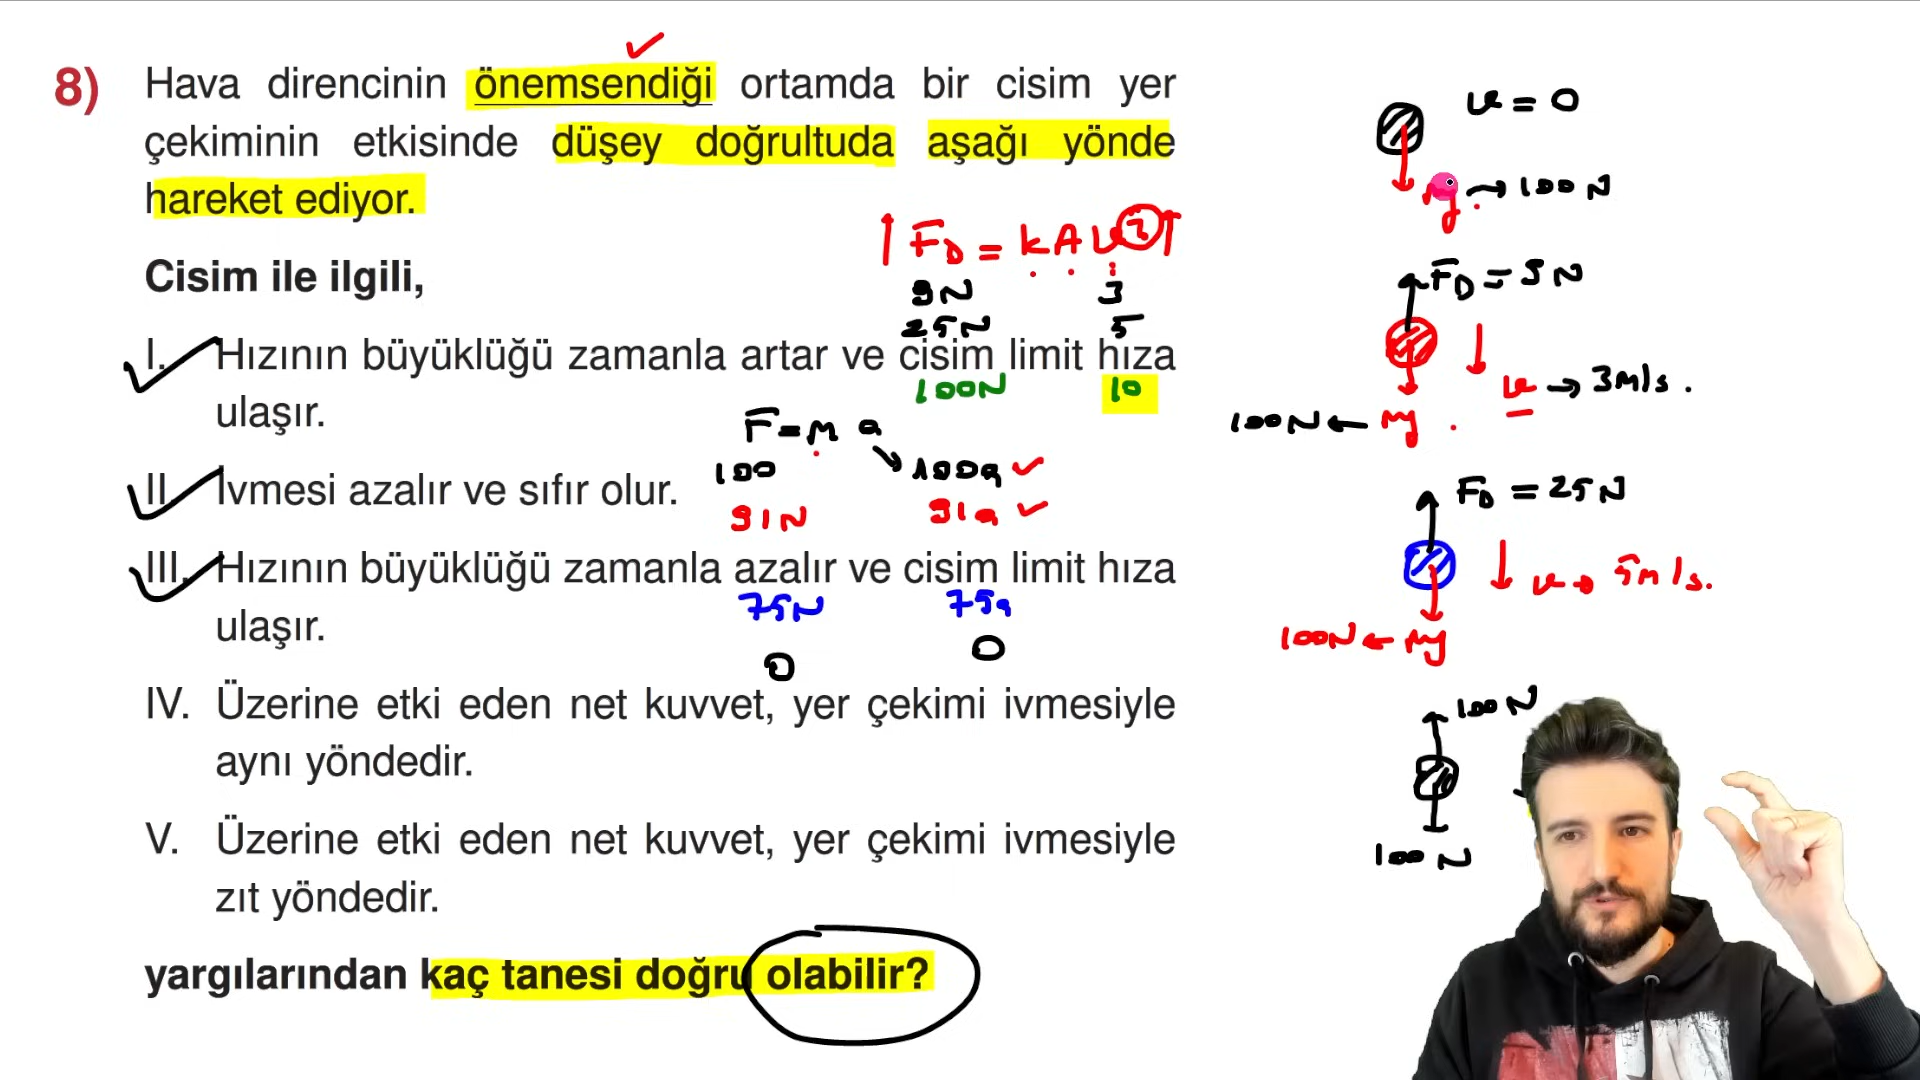 8) Hava direncinin önemsendiği ortamda bir cisim yer
çekiminin etkisinde düşey doğrultuda aşağı yönde
hareket ediyor.
Cisim ile ilgili,
I. Hızının büyüklüğü zamanla artar ve cisim limit hıza
ulaşır.
II. İvmesi azalır ve sıfır olur.
III. Hızının büyüklüğü zamanla azalır ve cisim limit hıza
ulaşır.
IV. Üzerine etki eden net kuvvet, yer çekimi ivmesiyle
aynı yöndedir.
V. Üzerine etki eden net kuvvet, yer çekimi ivmesiyle
zıt yöndedir.
yargılarından kaç tanesi doğru olabilir?
F_D = k A v²
9N 3
25N 5
100N 10
F = m a
100 100a
91N 91a
75N 75a
0 0
v = 0
→ 100 N
F_D = 9 N
v → 3 m/s.
100N ← mg
F_D = 25 N
v → 5 m/s.
100N ← mg
100 N
100 N